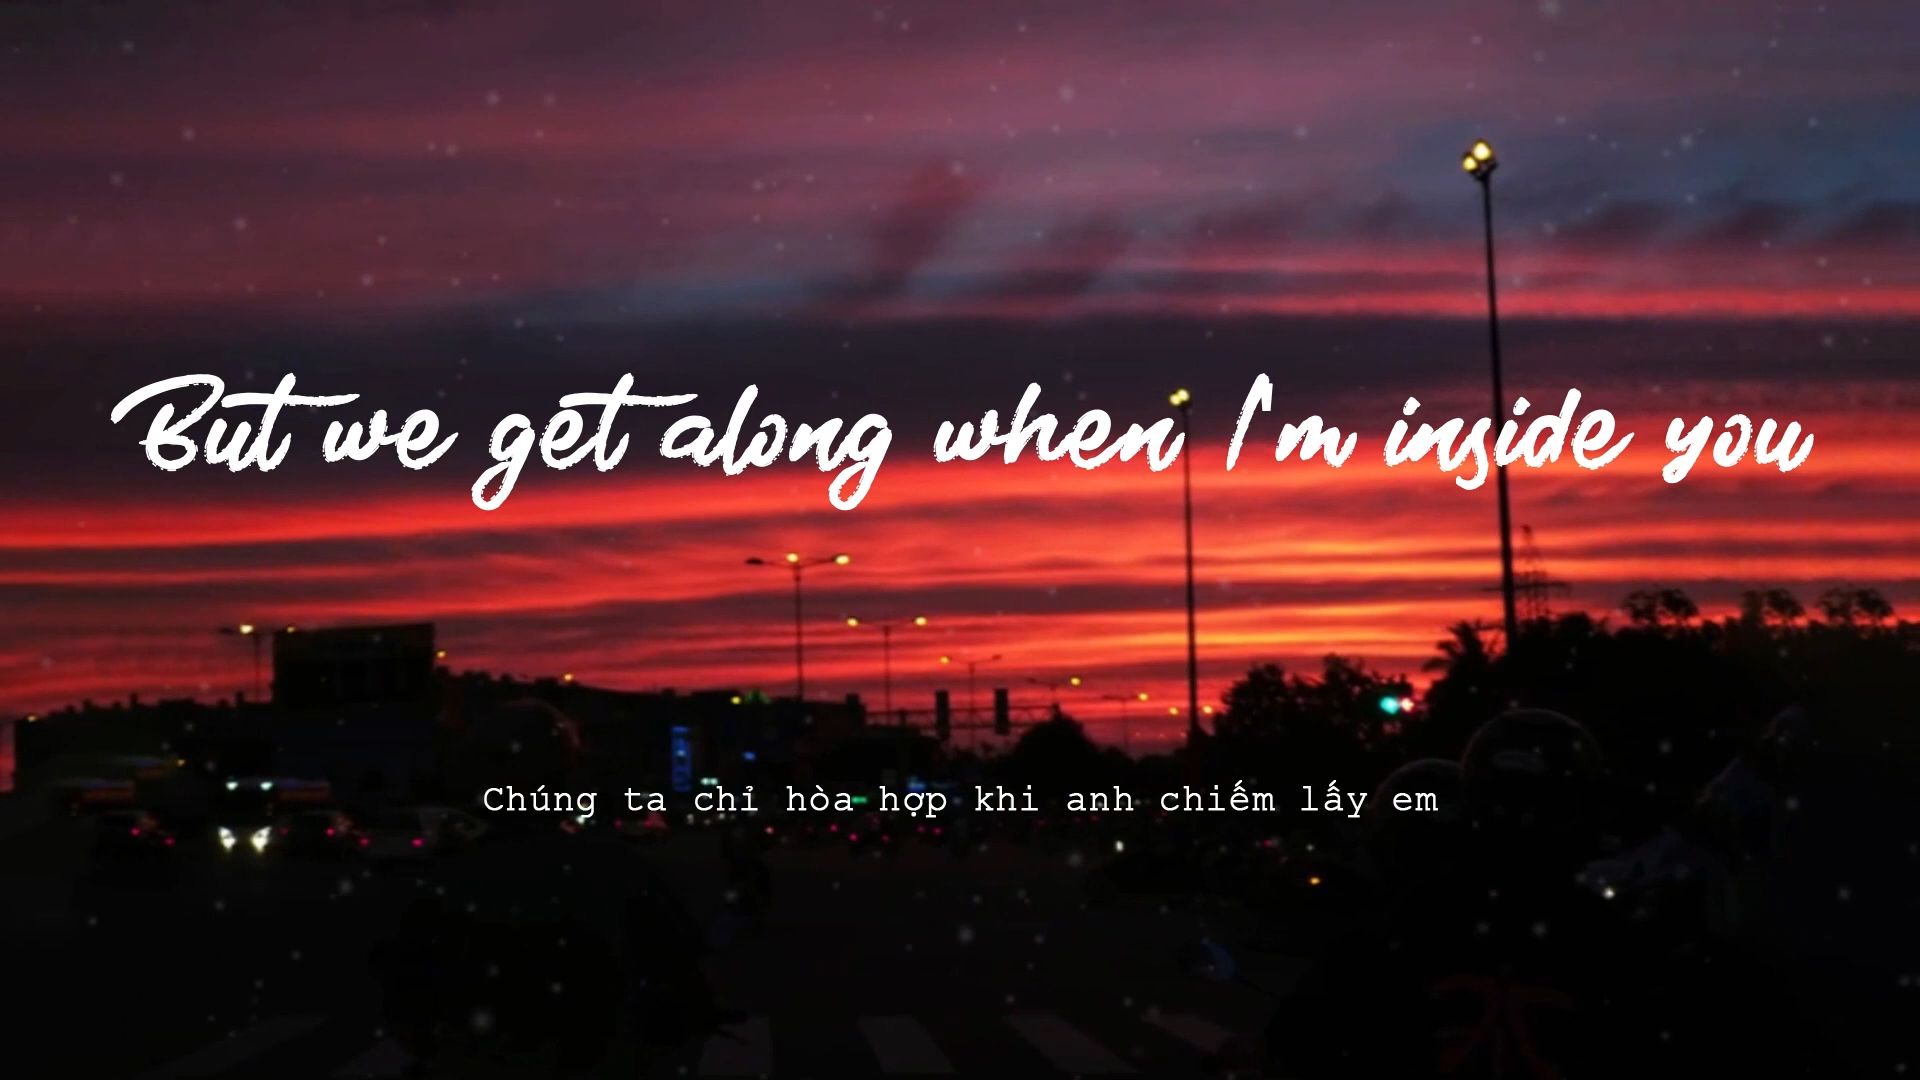 But we get along when I'm inside you
Chúng ta chỉ hòa hợp khi anh chiếm lấy em